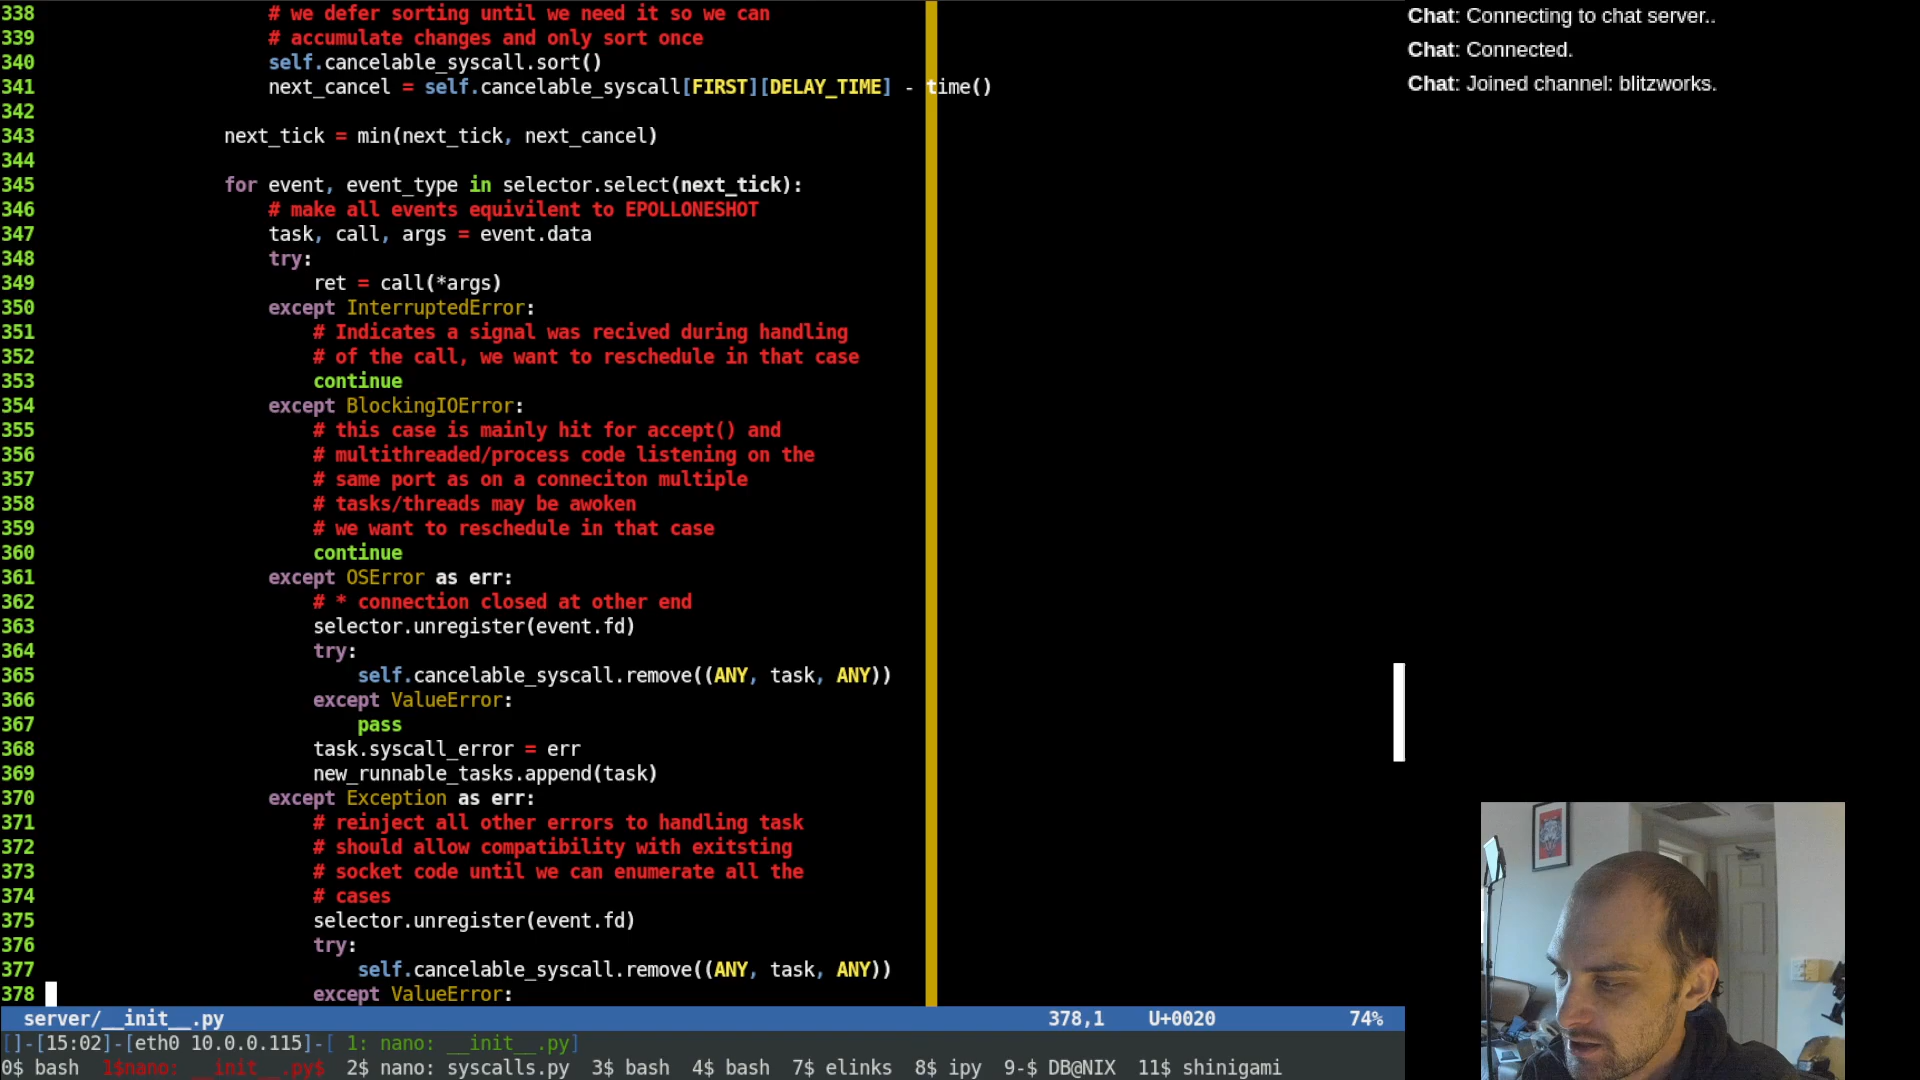 338 # we defer sorting until we need it so we can
339 # accumulate changes and only sort once
340 self.cancelable_syscall.sort()
341 next_cancel = self.cancelable_syscall[FIRST][DELAY_TIME] - time()
342
343 next_tick = min(next_tick, next_cancel)
344
345 for event, event_type in selector.select(next_tick):
346 # make all events equivilent to EPOLLONESHOT
347 task, call, args = event.data
348 try:
349 ret = call(*args)
350 except InterruptedError:
351 # Indicates a signal was recived during handling
352 # of the call, we want to reschedule in that case
353 continue
354 except BlockingIOError:
355 # this case is mainly hit for accept() and
356 # multithreaded/process code listening on the
357 # same port as on a conneciton multiple
358 # tasks/threads may be awoken
359 # we want to reschedule in that case
360 continue
361 except OSError as err:
362 # * connection closed at other end
363 selector.unregister(event.fd)
364 try:
365 self.cancelable_syscall.remove((ANY, task, ANY))
366 except ValueError:
367 pass
368 task.syscall_error = err
369 new_runnable_tasks.append(task)
370 except Exception as err:
371 # reinject all other errors to handling task
372 # should allow compatibility with exitsting
373 # socket code until we can enumerate all the
374 # cases
375 selector.unregister(event.fd)
376 try:
377 self.cancelable_syscall.remove((ANY, task, ANY))
378 except ValueError:
server/__init__.py 378,1 U+0020 74%
[]-[15:02]-[eth0 10.0.0.115]-[ 1: nano: __init__.py]
0$ bash 1$nano: __init__.py$ 2$ nano: syscalls.py 3$ bash 4$ bash 7$ elinks 8$ ipy 9-$ DB@NIX 11$ shinigami
Chat: Connecting to chat server..
Chat: Connected.
Chat: Joined channel: blitzworks.